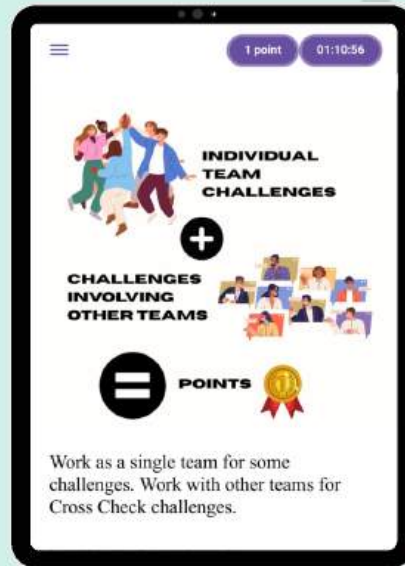 1 point 01:10:56
INDIVIDUAL
TEAM
CHALLENGES
+
CHALLENGES
INVOLVING
OTHER TEAMS
= POINTS 1
Work as a single team for some
challenges. Work with other teams for
Cross Check challenges.